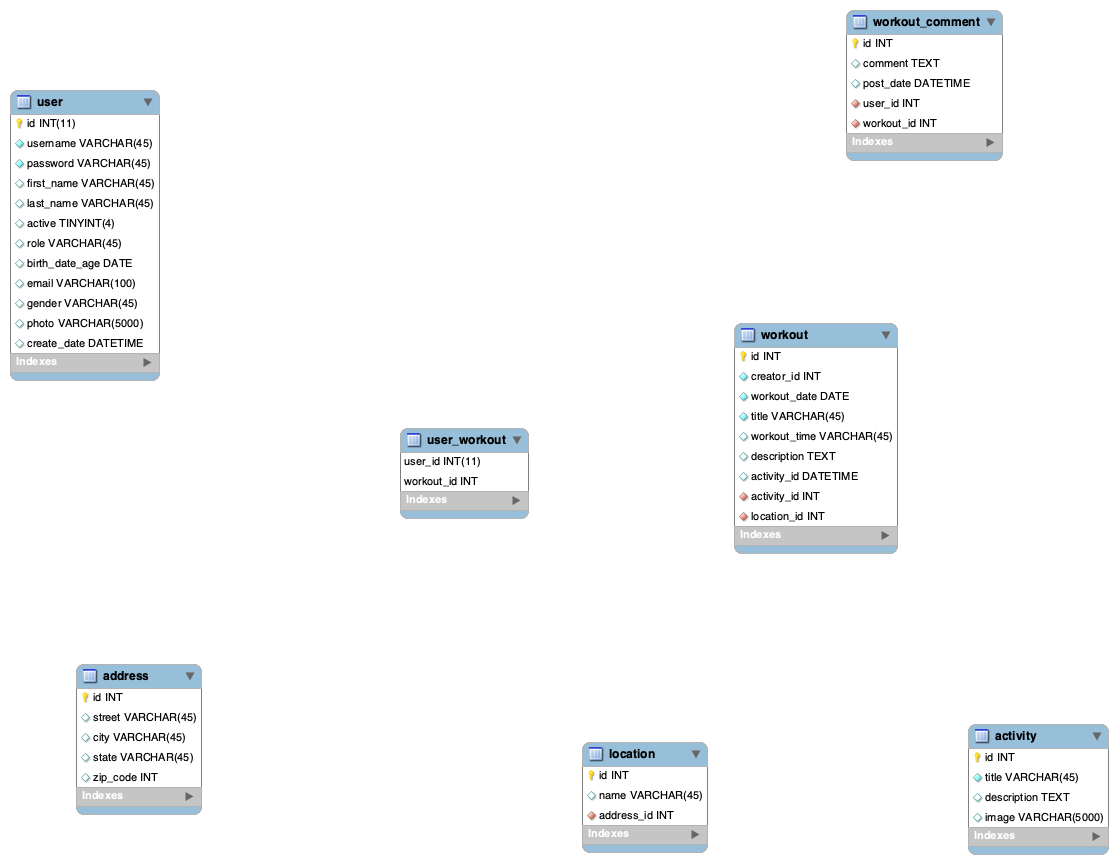 workout_comment
id INT
comment TEXT
post_date DATETIME
user_id INT
workout_id INT
Indexes
user
id INT(11)
username VARCHAR(45)
password VARCHAR(45)
first_name VARCHAR(45)
last_name VARCHAR(45)
active TINYINT(4)
role VARCHAR(45)
birth_date_age DATE
email VARCHAR(100)
gender VARCHAR(45)
photo VARCHAR(5000)
create_date DATETIME
Indexes
workout
id INT
creator_id INT
workout_date DATE
title VARCHAR(45)
workout_time VARCHAR(45)
description TEXT
activity_id DATETIME
activity_id INT
location_id INT
Indexes
user_workout
user_id INT(11)
workout_id INT
Indexes
address
id INT
street VARCHAR(45)
city VARCHAR(45)
state VARCHAR(45)
zip_code INT
Indexes
location
id INT
name VARCHAR(45)
address_id INT
Indexes
activity
id INT
title VARCHAR(45)
description TEXT
image VARCHAR(5000)
Indexes